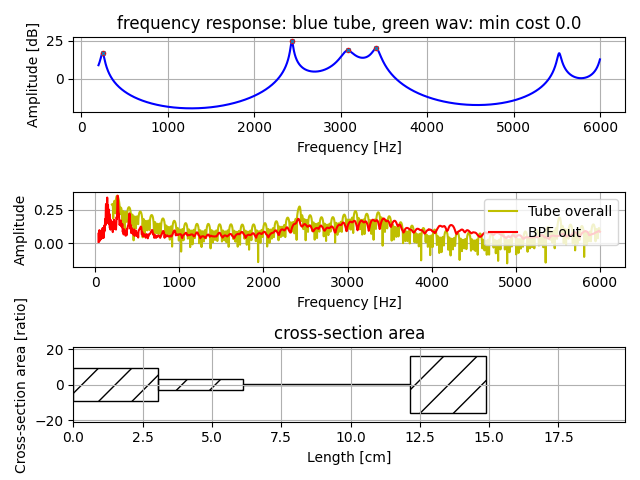 frequency response: blue tube, green wav: min cost 0.0
Amplitude [dB]
25
0
0
1000
2000
3000
4000
5000
6000
Frequency [Hz]
Amplitude
0.25
0.00
Tube overall
BPF out
0
1000
2000
3000
4000
5000
6000
Frequency [Hz]
cross-section area
Cross-section area [ratio]
20
0
−20
0.0
2.5
5.0
7.5
10.0
12.5
15.0
17.5
Length [cm]